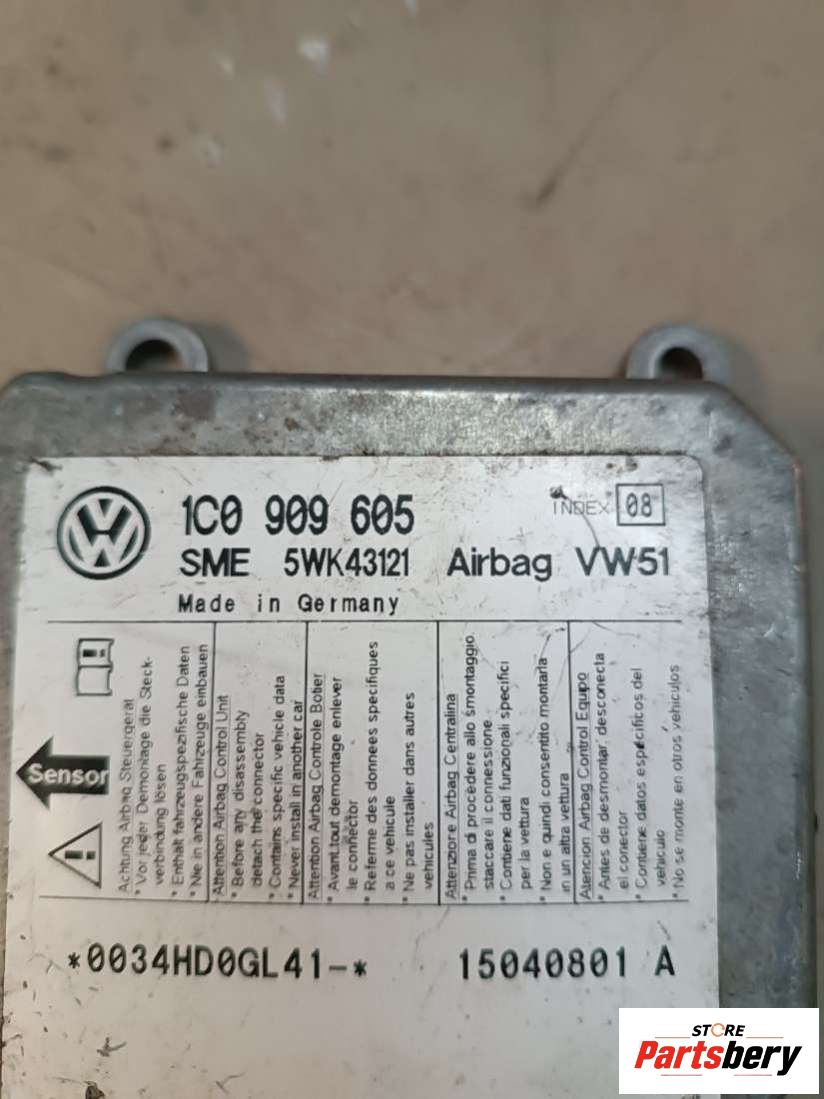 1C0 909 605
INDEX 08
SME 5WK43121 Airbag VW51
Made in Germany
Sensor
Achtung Airbag Steuergerät
* Vor jeder Demontage die Steck-
verbindung lösen
* Enthält fahrzeugspezifische Daten
* Nie in andere Fahrzeuge einbauen
Attention Airbag Control Unit
* Before any disassembly
detach the connector
* Contains specific vehicle data
* Never install in another car
Attention Airbag Controle Boîtier
* Avant tout demontage enlever
le connector
* Referme des donnees specifiques
a ce vehicule
* Ne pas installer dans autres
vehicules
Attenzione Airbag Centralina
* Prima di procedere allo smontaggio
staccare il connessione
* Contiene dati funzionali specifici
per la vettura
* Non e quindi consentito montarla
in un altra vettura
Atencion Airbag Control Equipo
* Antes de desmontar desconecta
el conector
* Contiene datos especificos del
vehiculo
* No se monte en otros vehiculos
*0034HD0GL41-*
15040801 A
STORE
Partsbery